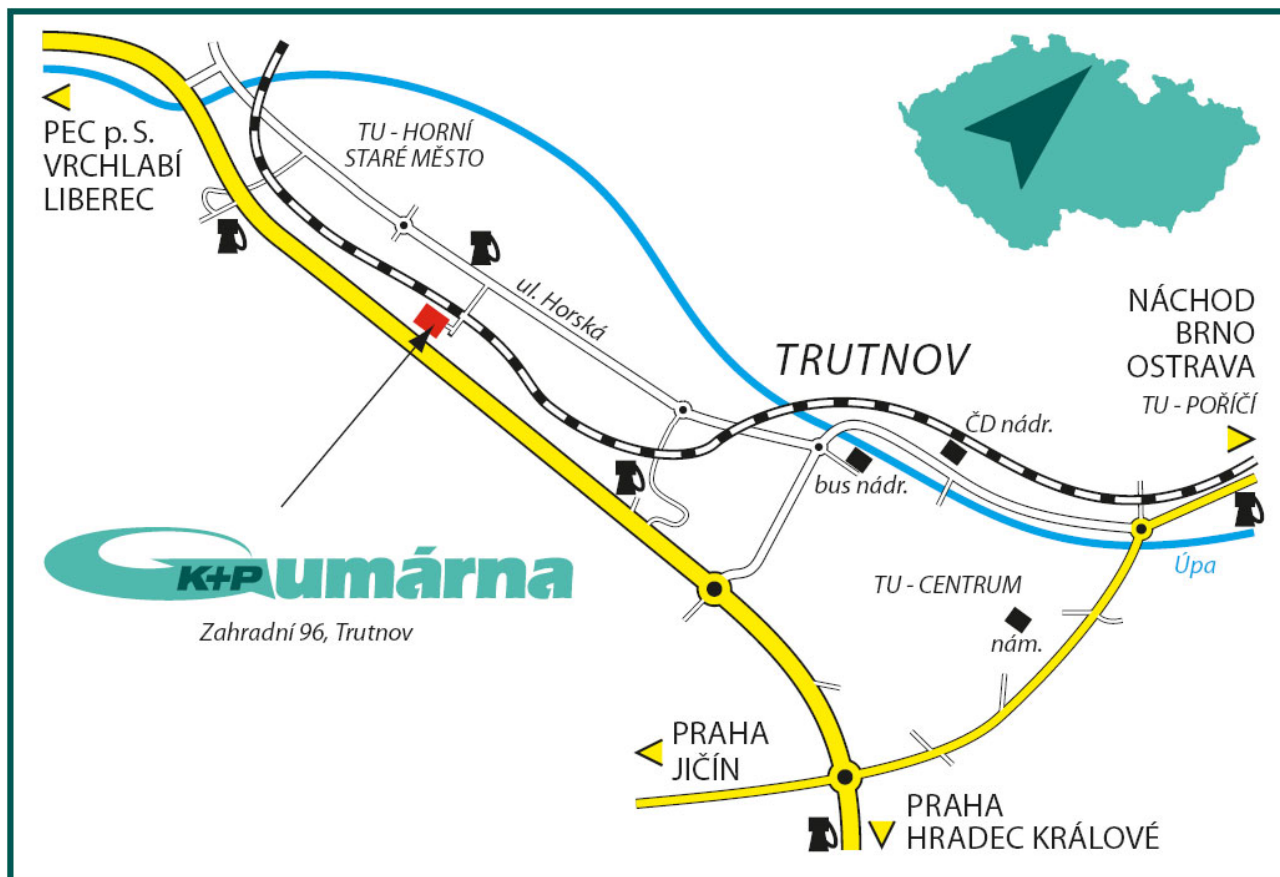 PEC p. S.
VRCHLABÍ
LIBEREC
TU - HORNÍ
STARÉ MĚSTO
ul. Horská
TRUTNOV
NÁCHOD
BRNO
OSTRAVA
TU - POŘÍČÍ
ČD nádr.
bus nádr.
Úpa
K+P Gumárna
Zahradní 96, Trutnov
TU - CENTRUM
nám.
PRAHA
JIČÍN
PRAHA
HRADEC KRÁLOVÉ